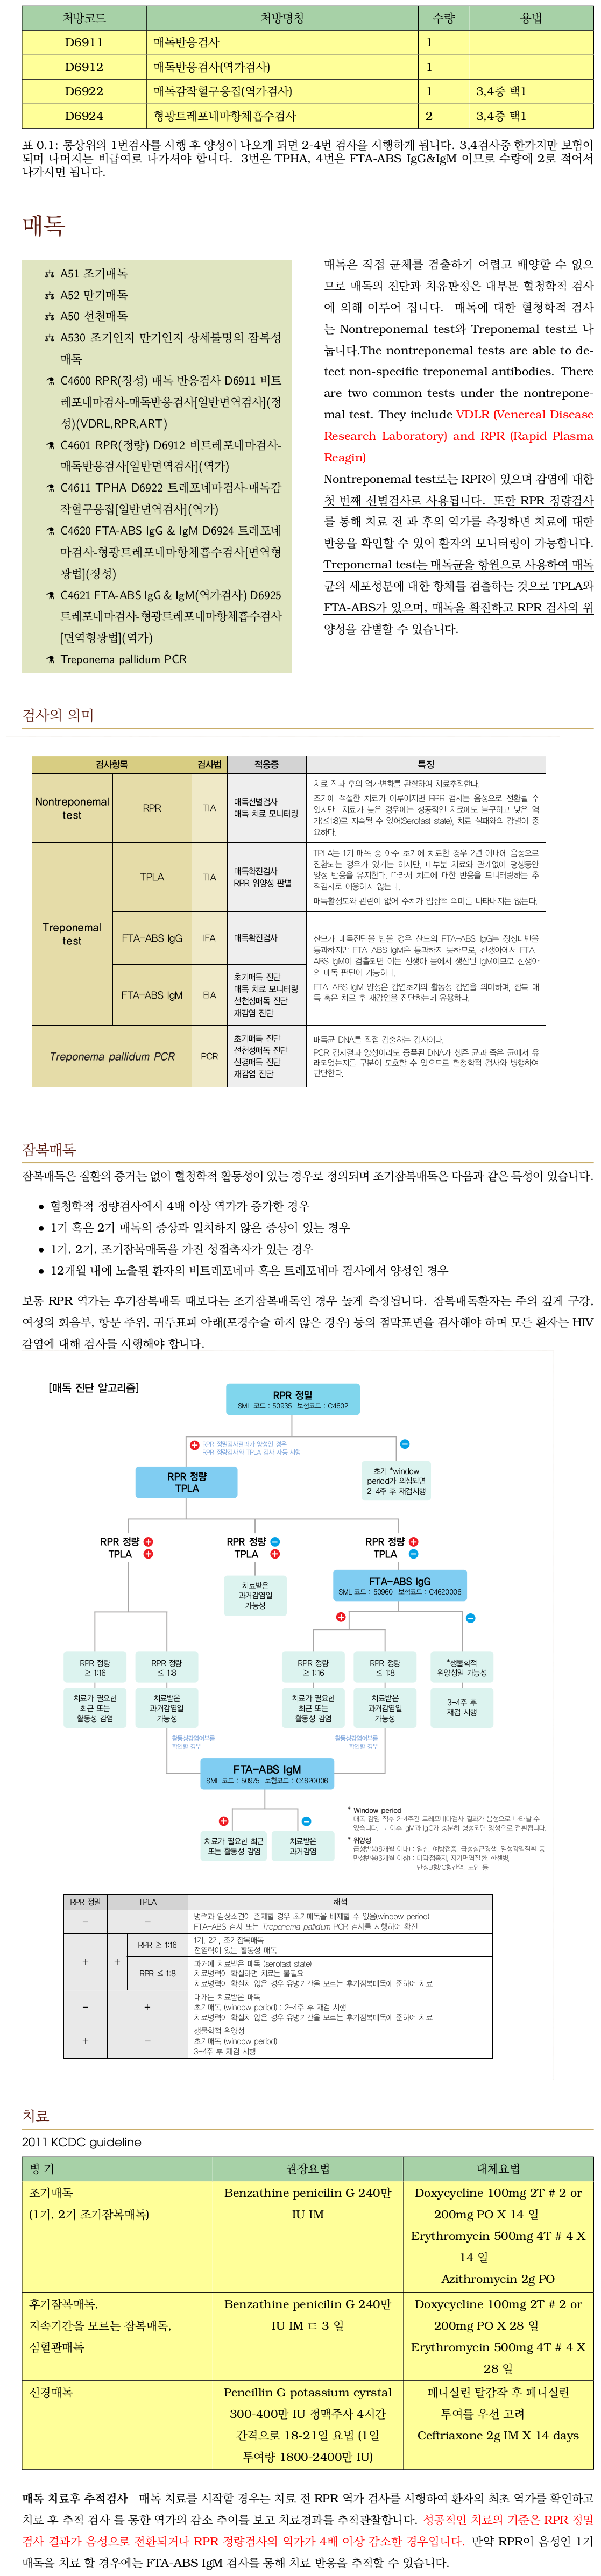 처방코드 처방명칭 수량 용법
D6911 매독반응검사 1
D6912 매독반응검사(역가검사) 1
D6922 매독감작혈구응집(역가검사) 1 3,4중 택1
D6924 형광트레포네마항체흡수검사 2 3,4중 택1
표 0.1: 통상위의 1번검사를 시행 후 양성이 나오게 되면 2-4번 검사을 시행하게 됩니다. 3,4검사중 한가지만 보험이
되며 나머지는 비급여로 나가셔야 합니다. 3번은 TPHA, 4번은 FTA-ABS IgG&IgM 이므로 수량에 2로 적어서
나가시면 됩니다.
매독
A51 조기매독
A52 만기매독
A50 선천매독
A530 조기인지 만기인지 상세불명의 잠복성
매독
C4600 RPR(정성) 매독 반응검사 D6911 비트
레포네마검사-매독반응검사[일반면역검사](정
성)(VDRL,RPR,ART)
C4601 RPR(정량) D6912 비트레포네마검사-
매독반응검사[일반면역검사](역가)
C4611 TPHA D6922 트레포네마검사-매독감
작혈구응집[일반면역검사](역가)
C4620 FTA-ABS IgG & IgM D6924 트레포네
마검사-형광트레포네마항체흡수검사[면역형
광법](정성)
C4621 FTA-ABS IgG & IgM(역가검사) D6925
트레포네마검사-형광트레포네마항체흡수검사
[면역형광법](역가)
Treponema pallidum PCR
매독은 직접 균체를 검출하기 어렵고 배양할 수 없으
므로 매독의 진단과 치유판정은 대부분 혈청학적 검사
에 의해 이루어 집니다. 매독에 대한 혈청학적 검사
는 Nontreponemal test와 Treponemal test로 나
눕니다.The nontreponemal tests are able to de-
tect non-specific treponemal antibodies. There
are two common tests under the nontrepone-
mal test. They include VDLR (Venereal Disease
Research Laboratory) and RPR (Rapid Plasma
Reagin)
Nontreponemal test로는 RPR이 있으며 감염에 대한
첫 번째 선별검사로 사용됩니다. 또한 RPR 정량검사
를 통해 치료 전 과 후의 역가를 측정하면 치료에 대한
반응을 확인할 수 있어 환자의 모니터링이 가능합니다.
Treponemal test는 매독균을 항원으로 사용하여 매독
균의 세포성분에 대한 항체를 검출하는 것으로 TPLA와
FTA-ABS가 있으며, 매독을 확진하고 RPR 검사의 위
양성을 감별할 수 있습니다.
검사의 의미
검사항목 검사법 적응증 특징
Nontreponemal
test
RPR TIA
매독선별검사
매독 치료 모니터링
치료 전과 후의 역가변화를 관찰하여 치료추적한다.
조기에 적절한 치료가 이루어지면 RPR 검사는 음성으로 전환될 수
있지만 치료가 늦은 경우에는 성공적인 치료에도 불구하고 낮은 역
가(≤1:8)로 지속될 수 있어(Serofast state), 치료 실패와의 감별이 중
요하다.
Treponemal
test
TPLA TIA
매독확진검사
RPR 위양성 판별
TPLA는 1기 매독 중 아주 초기에 치료한 경우 2년 이내에 음성으로
전환되는 경우가 있기는 하지만, 대부분 치료와 관계없이 평생동안
양성 반응을 유지한다. 따라서 치료에 대한 반응을 모니터링하는 추
적검사로 이용하지 않는다.
매독활성도와 관련이 없어 수치가 임상적 의미를 나타내지는 않는다.
FTA-ABS IgG IFA 매독확진검사
FTA-ABS IgM EIA
초기매독 진단
매독 치료 모니터링
선천성매독 진단
재감염 진단
산모가 매독진단을 받을 경우 산모의 FTA-ABS IgG는 정상태반을
통과하지만 FTA-ABS IgM은 통과하지 못하므로, 신생아에서 FTA-
ABS IgM이 검출되면 이는 신생아 몸에서 생산된 IgM이므로 신생아
의 매독 판단이 가능하다.
FTA-ABS IgM 양성은 감염초기의 활동성 감염을 의미하며, 잠복 매
독 혹은 치료 후 재감염을 진단하는데 유용하다.
Treponema pallidum PCR PCR
초기매독 진단
선천성매독 진단
신경매독 진단
재감염 진단
매독균 DNA를 직접 검출하는 검사이다.
PCR 검사결과 양성이라도 증폭된 DNA가 생존 균과 죽은 균에서 유
래되었는지를 구분이 모호할 수 있으므로 혈청학적 검사와 병행하여
판단한다.
잠복매독
잠복매독은 질환의 증거는 없이 혈청학적 활동성이 있는 경우로 정의되며 조기잠복매독은 다음과 같은 특성이 있습니다.
● 혈청학적 정량검사에서 4배 이상 역가가 증가한 경우
● 1기 혹은 2기 매독의 증상과 일치하지 않은 증상이 있는 경우
● 1기, 2기, 조기잠복매독을 가진 성접촉자가 있는 경우
● 12개월 내에 노출된 환자의 비트레포네마 혹은 트레포네마 검사에서 양성인 경우
보통 RPR 역가는 후기잠복매독 때보다는 조기잠복매독인 경우 높게 측정됩니다. 잠복매독환자는 주의 깊게 구강,
여성의 회음부, 항문 주위, 귀두표피 아래(포경수술 하지 않은 경우) 등의 점막표면을 검사해야 하며 모든 환자는 HIV
감염에 대해 검사를 시행해야 합니다.
[매독 진단 알고리즘]
RPR 정밀
SML 코드 : 50935 보험코드 : C4602
+ RPR 정밀검사결과가 양성인 경우
RPR 정량검사와 TPLA 검사 자동 시행
−
RPR 정량
TPLA
초기 *window
period가 의심되면
2-4주 후 재검시행
RPR 정량 + RPR 정량 − RPR 정량 +
TPLA + TPLA + TPLA −
치료받은
과거감염일
가능성
FTA-ABS IgG
SML 코드 : 50960 보험코드 : C4620006
+ −
RPR 정량
≥ 1:16
RPR 정량
≤ 1:8
RPR 정량
≥ 1:16
RPR 정량
≤ 1:8
*생물학적
위양성일 가능성
치료가 필요한
최근 또는
활동성 감염
치료받은
과거감염일
가능성
치료가 필요한
최근 또는
활동성 감염
치료받은
과거감염일
가능성
3-4주 후
재검 시행
활동성감염여부를
확인할 경우
활동성감염여부를
확인할 경우
FTA-ABS IgM
SML 코드 : 50975 보험코드 : C4620006
+ −
치료가 필요한 최근
또는 활동성 감염
치료받은
과거감염
* Window period
매독 감염 직후 2-4주간 트레포네마검사 결과가 음성으로 나타날 수
있습니다. 그 이후 IgM과 IgG가 충분히 형성되면 양성으로 전환됩니다.
* 위양성
급성반응(6개월 이내) : 임신, 예방접종, 급성심근경색, 열성감염질환 등
만성반응(6개월 이상) : 마약접종자, 자가면역질환, 한센병,
만성B형/C형간염, 노인 등
RPR 정밀 TPLA 해석
− −
병력과 임상소견이 존재할 경우 초기매독을 배제할 수 없음(window period)
FTA-ABS 검사 또는 Treponema pallidum PCR 검사를 시행하여 확진
+ + RPR ≥ 1:16
1기, 2기, 조기잠복매독
전염력이 있는 활동성 매독
RPR ≤ 1:8
과거에 치료받은 매독 (serofast state)
치료병력이 확실하면 치료는 불필요
치료병력이 확실지 않은 경우 유병기간을 모르는 후기잠복매독에 준하여 치료
− +
대개는 치료받은 매독
초기매독 (window period) : 2-4주 후 재검 시행
치료병력이 확실지 않은 경우 유병기간을 모르는 후기잠복매독에 준하여 치료
+ −
생물학적 위양성
초기매독 (window period)
3-4주 후 재검 시행
치료
2011 KCDC guideline
병 기 권장요법 대체요법
조기매독
(1기, 2기 조기잠복매독)
Benzathine penicilin G 240만
IU IM
Doxycycline 100mg 2T # 2 or
200mg PO X 14 일
Erythromycin 500mg 4T # 4 X
14 일
Azithromycin 2g PO
후기잠복매독,
지속기간을 모르는 잠복매독,
심혈관매독
Benzathine penicilin G 240만
IU IM ㅌ 3 일
Doxycycline 100mg 2T # 2 or
200mg PO X 28 일
Erythromycin 500mg 4T # 4 X
28 일
신경매독
Pencillin G potassium cyrstal
300-400만 IU 정맥주사 4시간
간격으로 18-21일 요법 (1일
투여량 1800-2400만 IU)
페니실린 탈감작 후 페니실린
투여를 우선 고려
Ceftriaxone 2g IM X 14 days
매독 치료후 추적검사 매독 치료를 시작할 경우는 치료 전 RPR 역가 검사를 시행하여 환자의 최초 역가를 확인하고
치료 후 추적 검사 를 통한 역가의 감소 추이를 보고 치료경과를 추적관찰합니다. 성공적인 치료의 기준은 RPR 정밀
검사 결과가 음성으로 전환되거나 RPR 정량검사의 역가가 4배 이상 감소한 경우입니다. 만약 RPR이 음성인 1기
매독을 치료 할 경우에는 FTA-ABS IgM 검사를 통해 치료 반응을 추적할 수 있습니다.